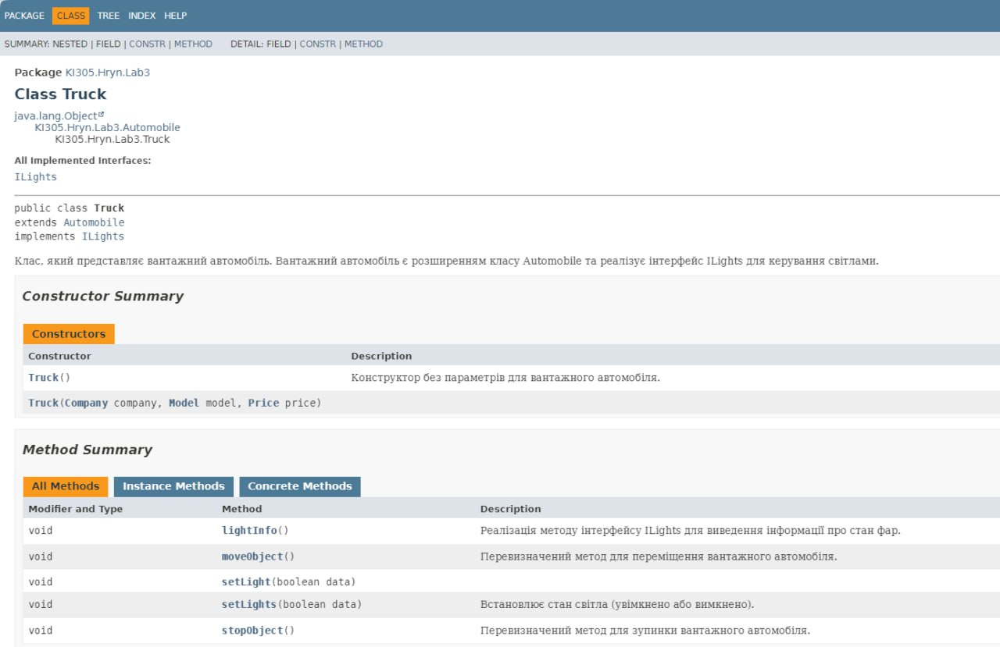 PACKAGE CLASS TREE INDEX HELP
SUMMARY: NESTED | FIELD | CONSTR | METHOD DETAIL: FIELD | CONSTR | METHOD
Package KI305.Hryn.Lab3
Class Truck
java.lang.Object
KI305.Hryn.Lab3.Automobile
KI305.Hryn.Lab3.Truck
All Implemented Interfaces:
ILights
public class Truck
extends Automobile
implements ILights
Клас, який представляє вантажний автомобіль. Вантажний автомобіль є розширенням класу Automobile та реалізує інтерфейс ILights для керування світлами.
Constructor Summary
Constructors
Constructor Description
Truck() Конструктор без параметрів для вантажного автомобіля.
Truck(Company company, Model model, Price price)
Method Summary
All Methods Instance Methods Concrete Methods
Modifier and Type Method Description
void lightInfo() Реалізація методу інтерфейсу ILights для виведення інформації про стан фар.
void moveObject() Перевизначений метод для переміщення вантажного автомобіля.
void setLight(boolean data)
void setLights(boolean data) Встановлює стан світла (увімкнено або вимкнено).
void stopObject() Перевизначений метод для зупинки вантажного автомобіля.